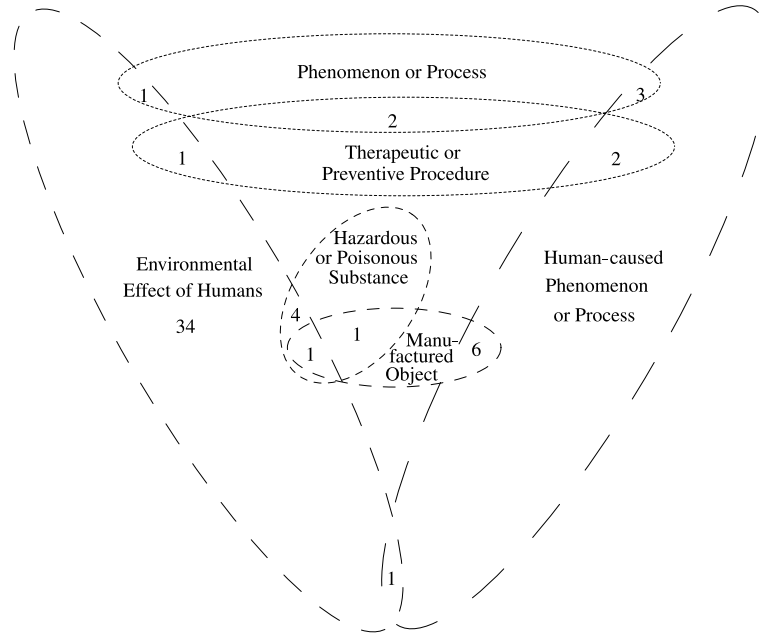 Phenomenon or Process
1
3
2
1
Therapeutic or
Preventive Procedure
2
Hazardous
or Poisonous
Substance
Environmental
Effect of Humans
34
Human-caused
Phenomenon
or Process
4
1
1
Manu-
factured
Object
6
1